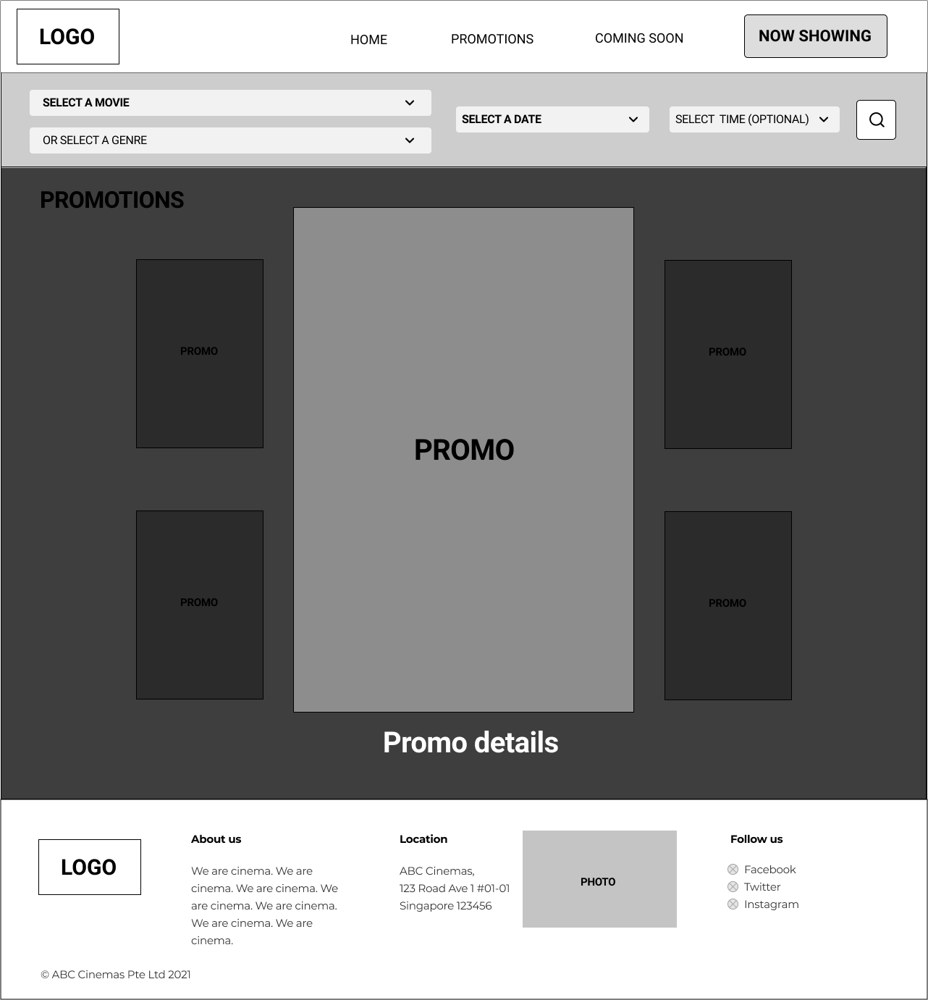 LOGO
HOME
PROMOTIONS
COMING SOON
NOW SHOWING
SELECT A MOVIE
OR SELECT A GENRE
SELECT A DATE
SELECT  TIME (OPTIONAL)
PROMOTIONS
PROMO
PROMO
PROMO
PROMO
PROMO
Promo details
LOGO
About us
We are cinema. We are
cinema. We are cinema. We
are cinema. We are cinema.
We are cinema. We are
cinema.
Location
ABC Cinemas,
123 Road Ave 1 #01-01
Singapore 123456
PHOTO
Follow us
Facebook
Twitter
Instagram
© ABC Cinemas Pte Ltd 2021